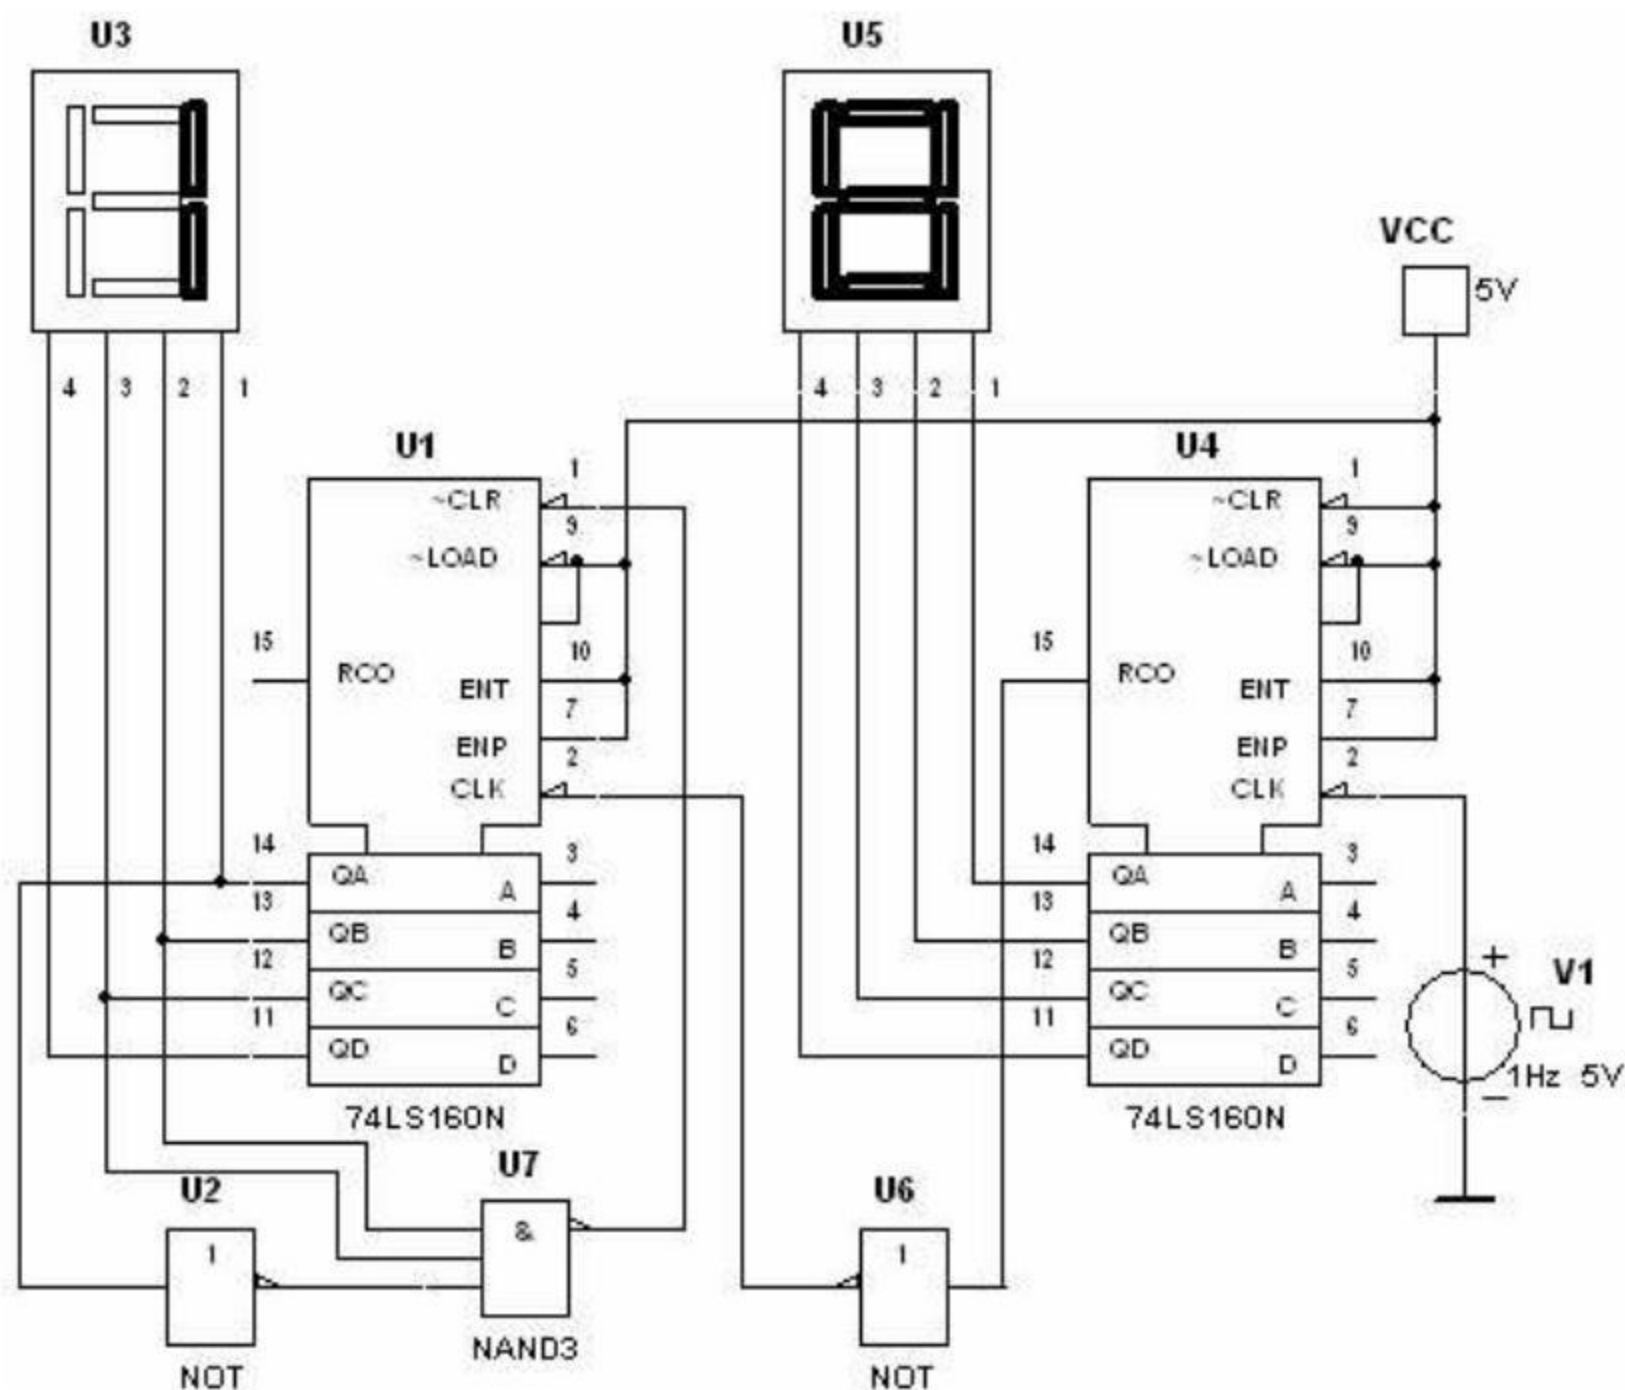 U3
U5
VCC
5V
4 3 2 1
4 3 2 1
U1
U4
1
~CLR
9
~LOAD
15
10
RCO
ENT
7
ENP
2
CLK
14
3
QA
A
13
4
QB
B
12
5
QC
C
11
6
QD
D
74LS160N
1
~CLR
9
~LOAD
15
10
RCO
ENT
7
ENP
2
CLK
14
3
QA
A
13
4
QB
B
12
5
QC
C
11
6
QD
D
74LS160N
+
V1
1Hz 5V
−
U2
1
NOT
U7
&
NAND3
U6
1
NOT